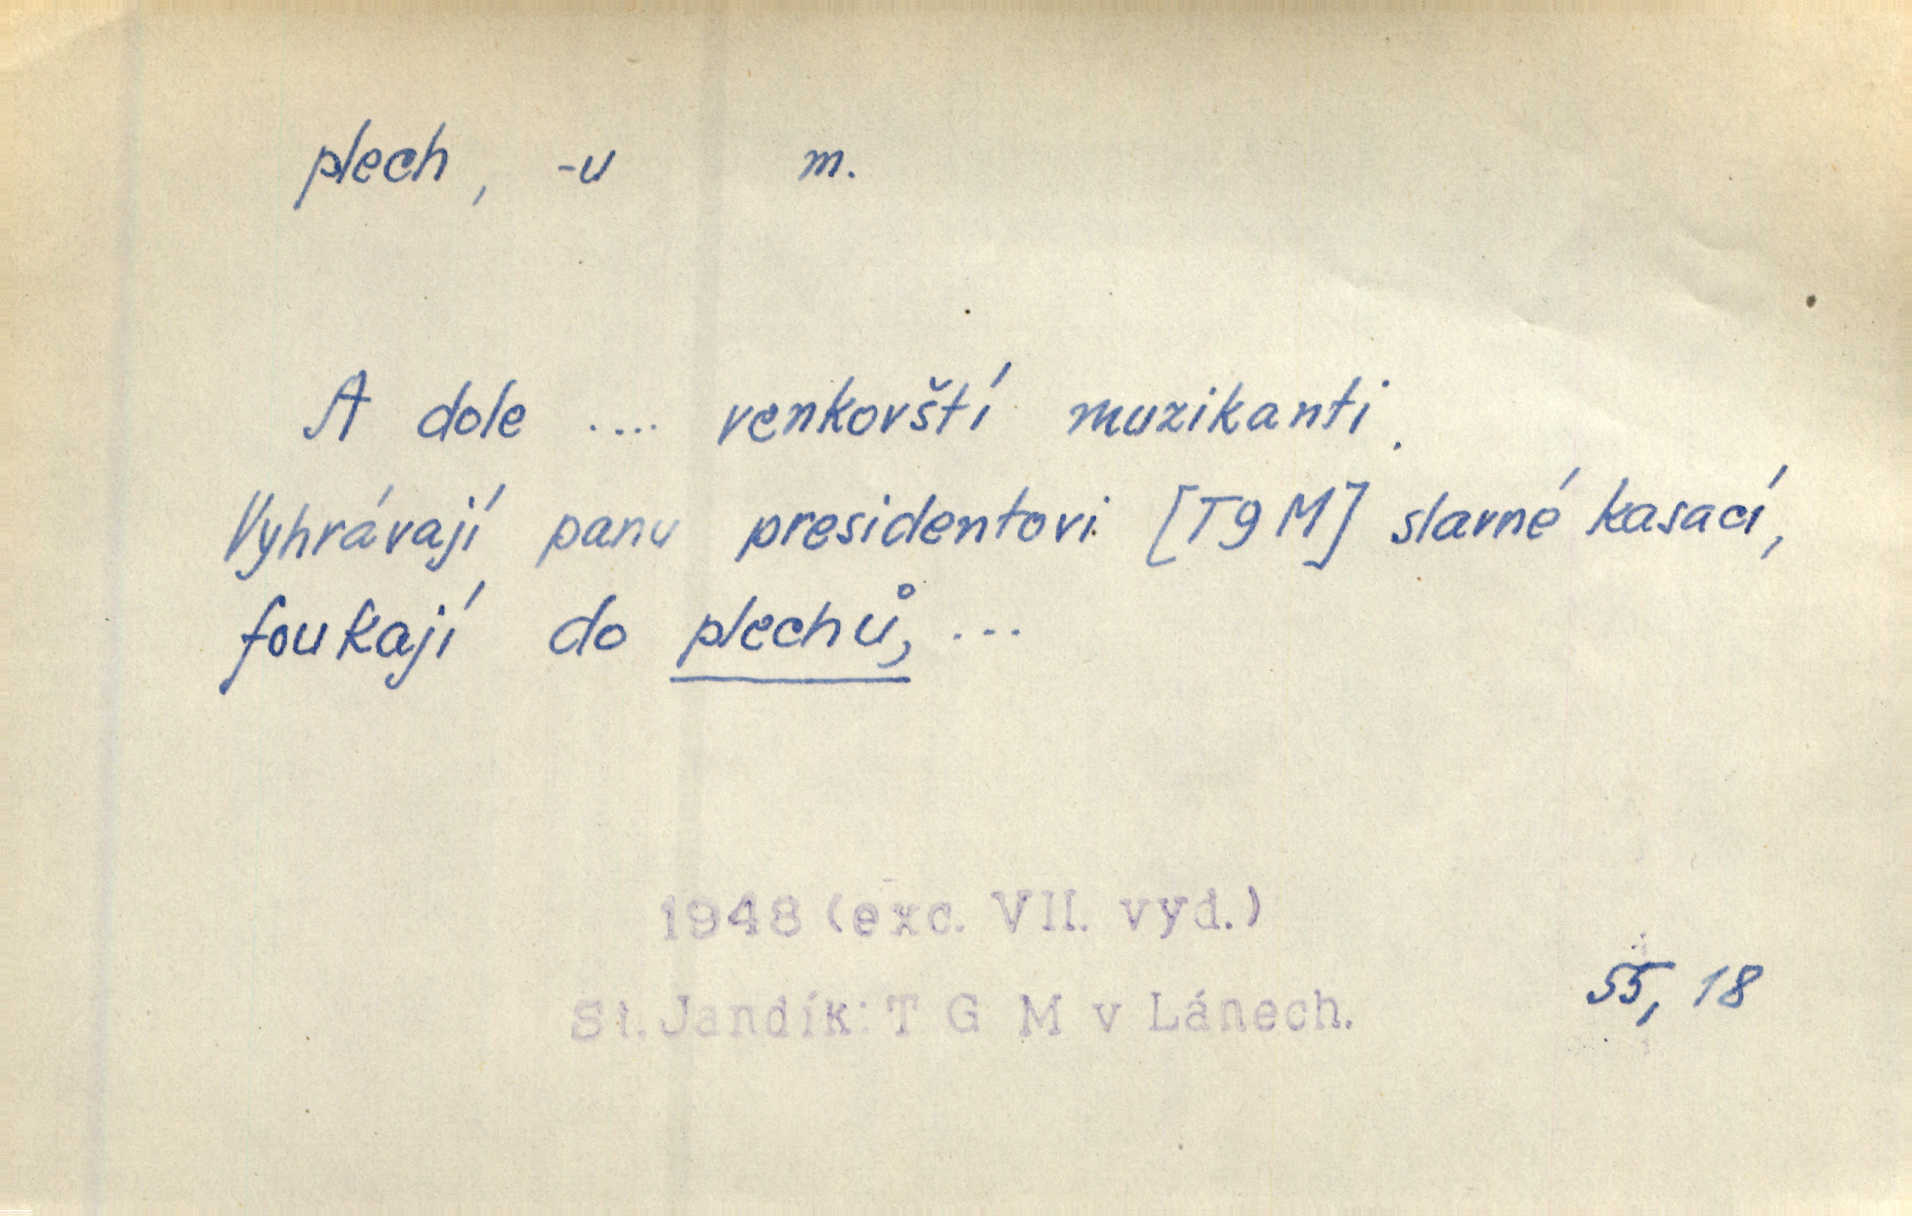 plech, -u m.
A dole .... venkovští muzikanti.
Vyhrávají panu presidentovi [TGM] slavné kasací,
foukají do plechů, ...
1948 (exc. VII. vyd.)
55, 18
St. Jandík: T G M v Lánech.